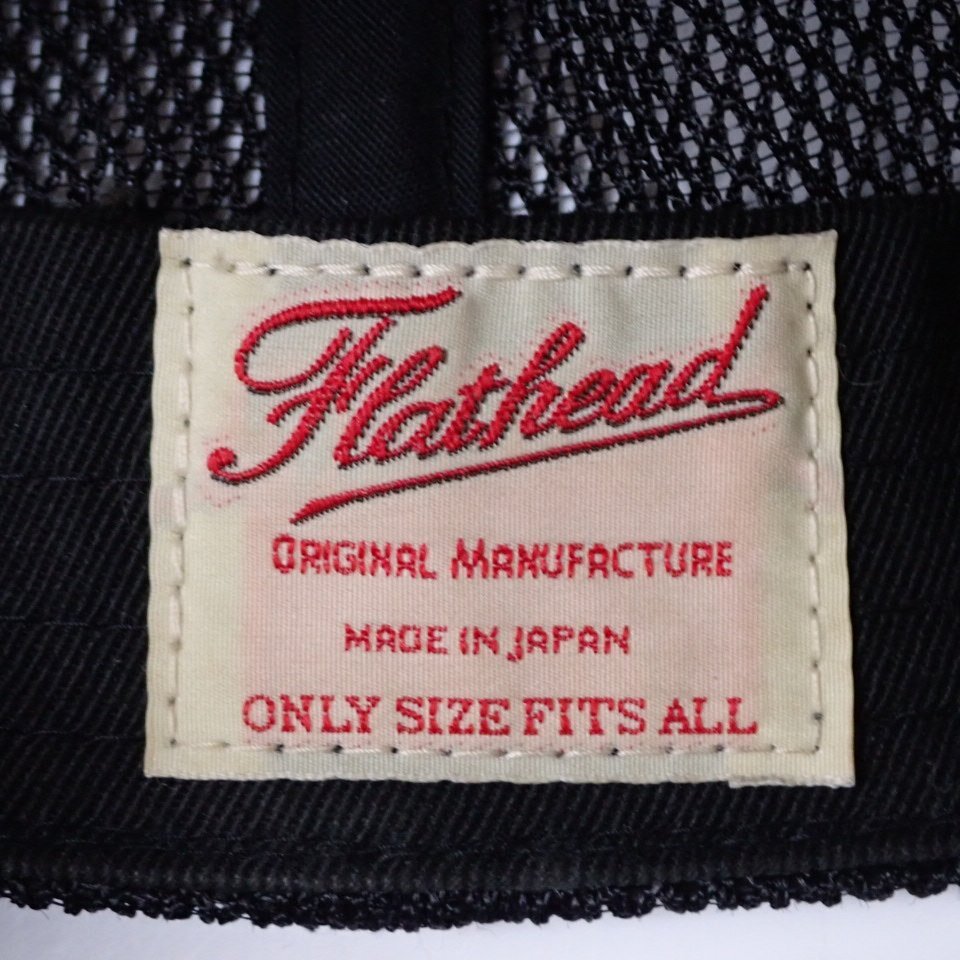 Flathead
ORIGINAL MANUFACTURE
MADE IN JAPAN
ONLY SIZE FITS ALL